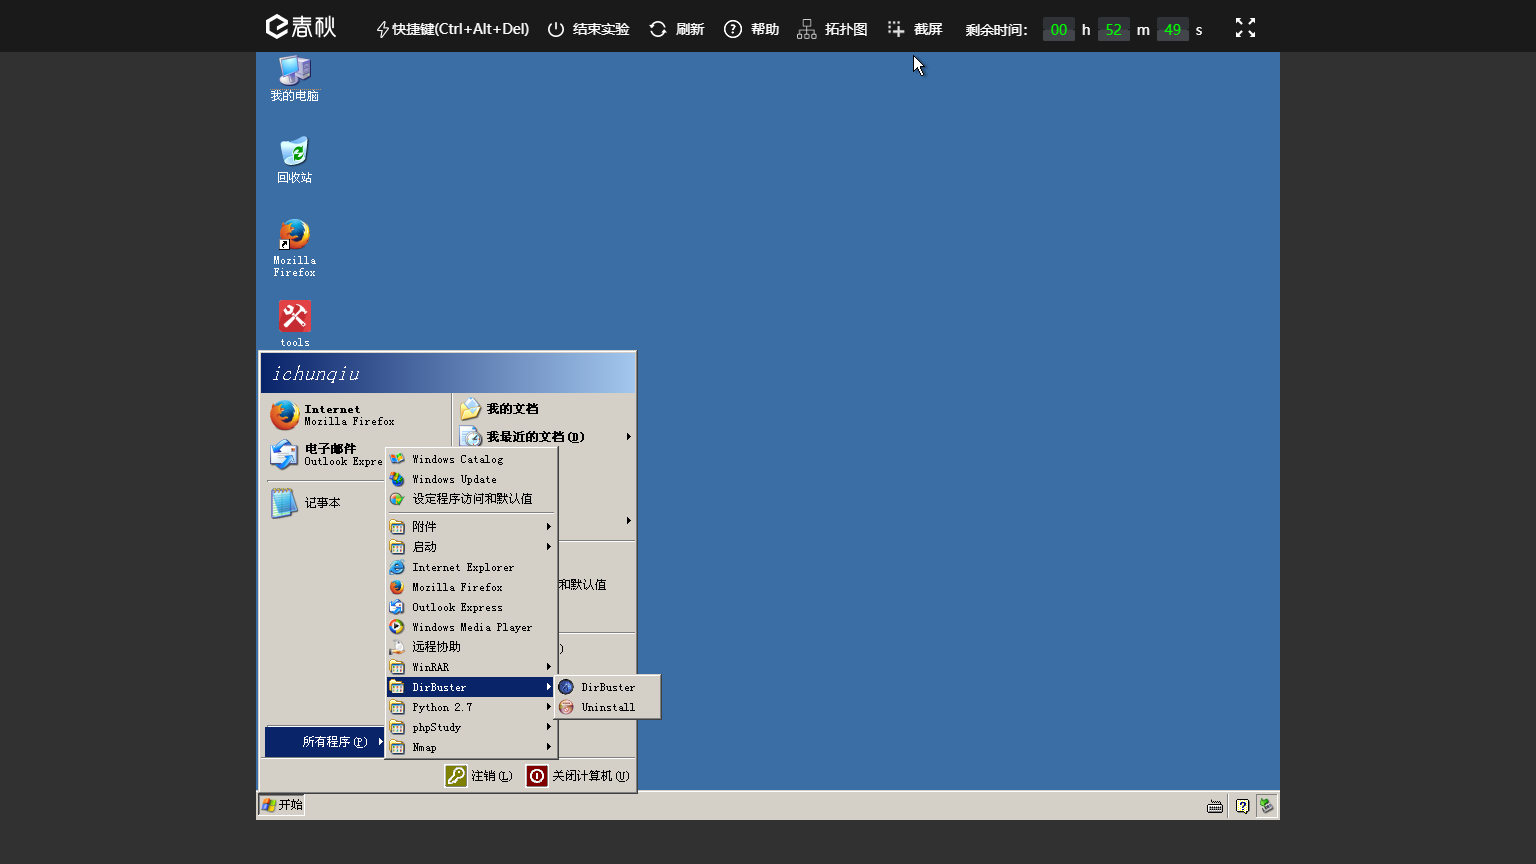 春秋
快捷键(Ctrl+Alt+Del)
结束实验
刷新
帮助
拓扑图
截屏
剩余时间:
00 h 52 m 49 s
我的电脑
回收站
Mozilla
Firefox
tools
ichunqiu
Internet
Mozilla Firefox
电子邮件
Outlook Expre
记事本
所有程序(P)
我的文档
我最近的文档(D)
和默认值
)
Windows Catalog
Windows Update
设定程序访问和默认值
附件
启动
Internet Explorer
Mozilla Firefox
Outlook Express
Windows Media Player
远程协助
WinRAR
DirBuster
Python 2.7
phpStudy
Nmap
DirBuster
Uninstall
注销(L)
关闭计算机(U)
开始